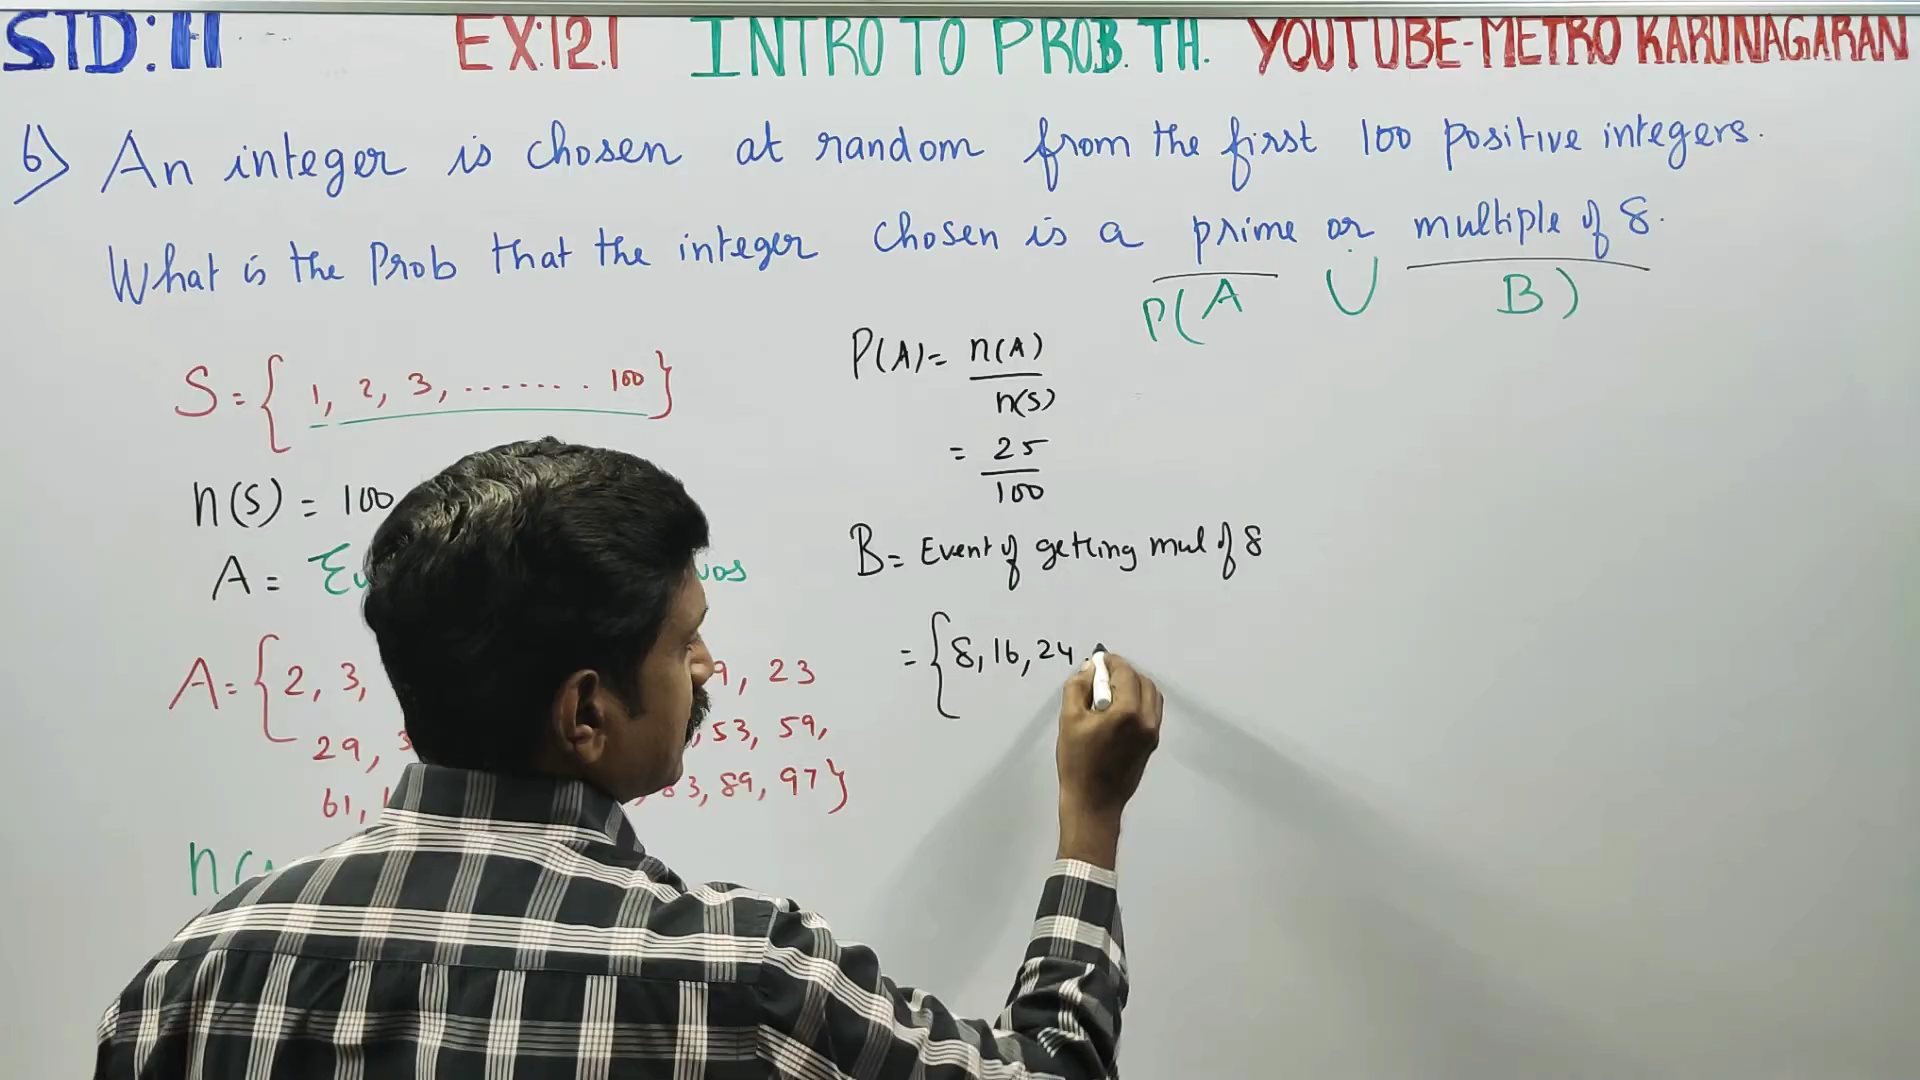 STD: 11 EX:12.1 INTRO TO PROB. TH. YOUTUBE-METRO KARUNAGARAN
6) An integer is chosen at random from the first 100 positive integers.
What is the Prob that the integer chosen is a prime or multiple of 8.
P(A ∪ B)
S = { 1, 2, 3, ....... 100 }
n(S) = 100
A =
A = { 2, 3, 9, 23
29, 53, 59,
61, 83, 89, 97 }
P(A) = n(A)
n(S)
= 25
100
B = Event of getting mul of 8
= { 8, 16, 24